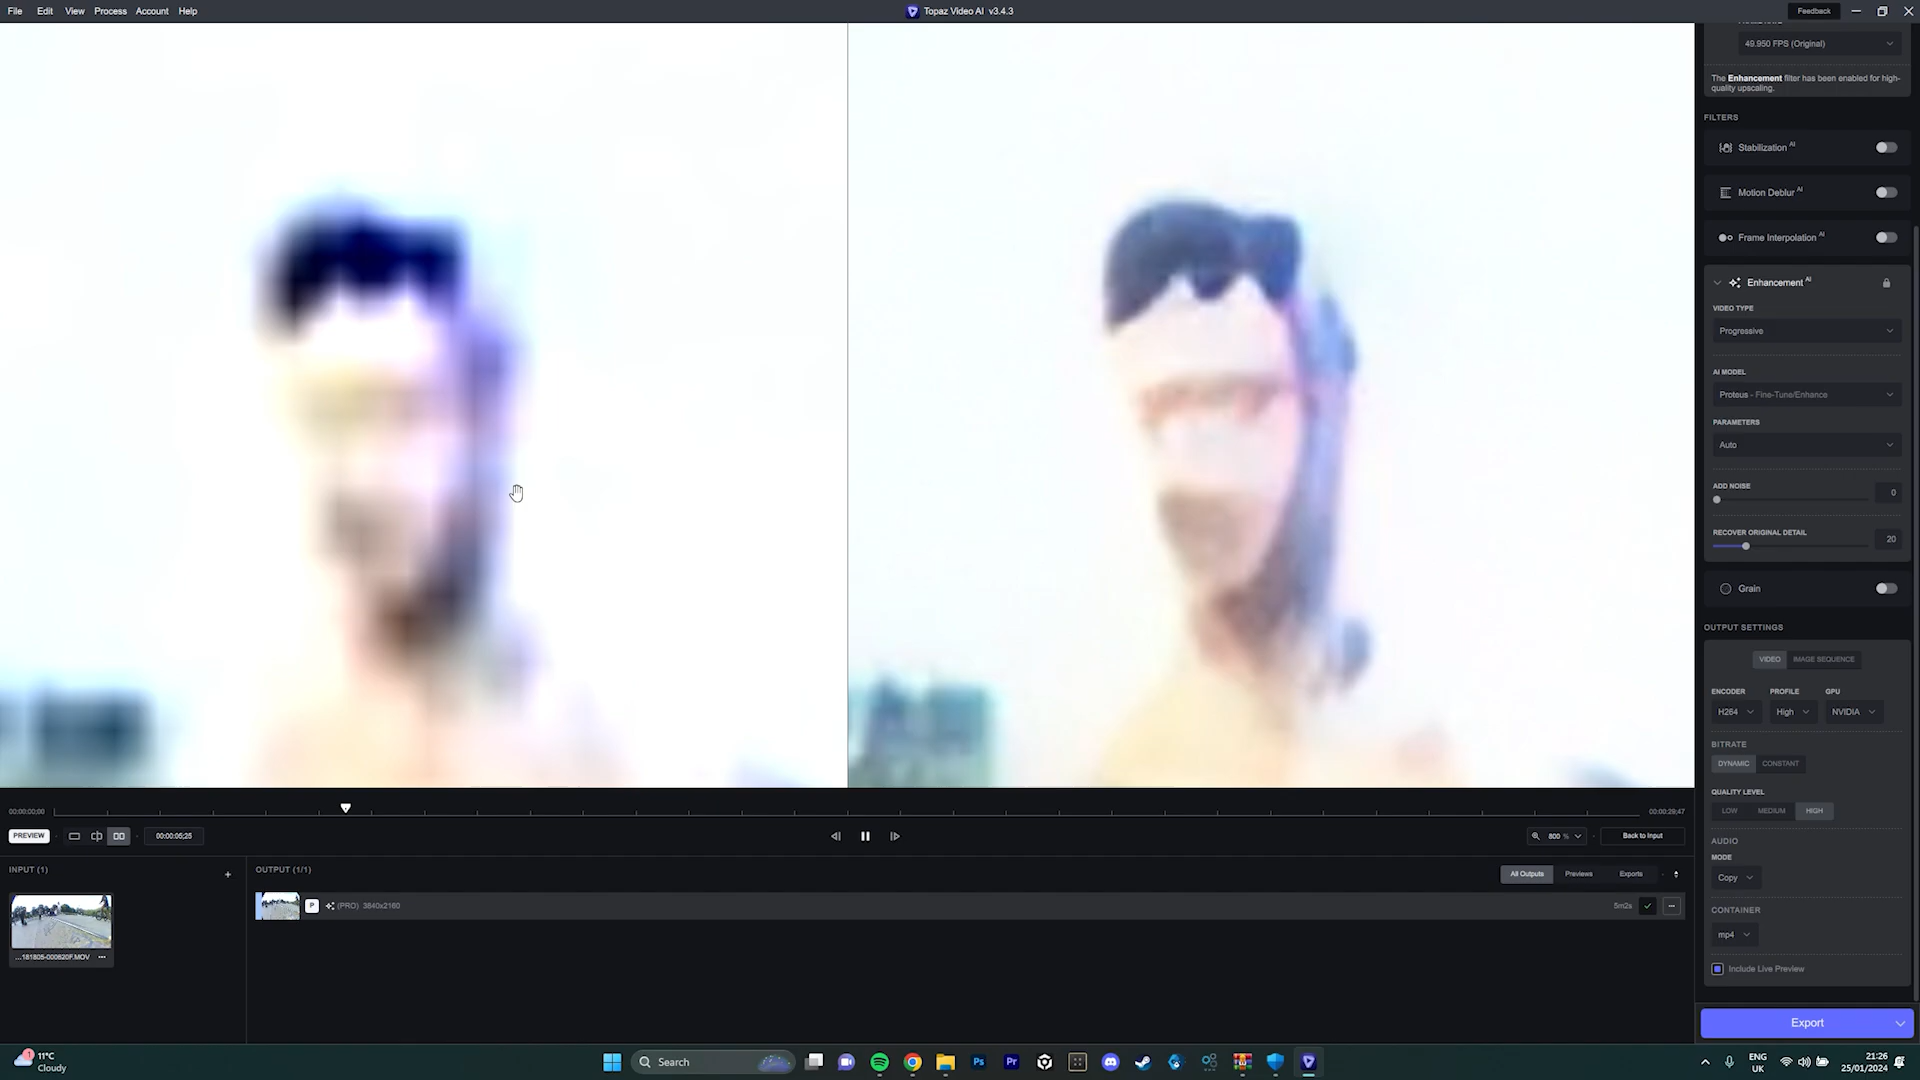 File Edit View Process Account Help
Topaz Video AI v3.4.3
Feedback
49.950 FPS (Original)
The Enhancement filter has been enabled for high-
quality upscaling.
FILTERS
Stabilization AI
Motion Deblur AI
Frame Interpolation AI
Enhancement AI
VIDEO TYPE
Progressive
AI MODEL
Proteus - Fine-Tune/Enhance
PARAMETERS
Auto
ADD NOISE
0
RECOVER ORIGINAL DETAIL
20
Grain
OUTPUT SETTINGS
VIDEO IMAGE SEQUENCE
ENCODER PROFILE GPU
H264 High NVIDIA
BITRATE
DYNAMIC CONSTANT
QUALITY LEVEL
LOW MEDIUM HIGH
AUDIO
MODE
Copy
CONTAINER
mp4
Include Live Preview
Export
00:00:00;00
00:00:29;47
PREVIEW
00:00:05;25
800 %
Back to Input
INPUT (1)
+
OUTPUT (1/1)
All Outputs Previews Exports
...181805-000620F.MOV ...
P (PRO) 3840x2160
5m2s
11°C
Cloudy
1
Search
Ps
Pr
ENG
UK
21:26
25/01/2024